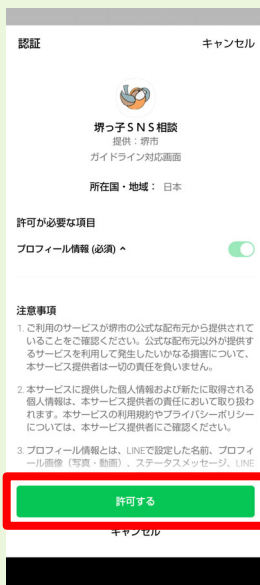 認証 キャンセル
堺っ子SNS相談
提供：堺市
ガイドライン対応画面
所在国・地域： 日本
許可が必要な項目
プロフィール情報 (必須)
注意事項
1. ご利用のサービスが堺市の公式な配布元から提供されて
いることをご確認ください。公式な配布元以外が提供す
るサービスを利用して発生したいかなる損害について、
本サービス提供者は一切の責任を負いません。
2. 本サービスに提供した個人情報および新たに取得される
個人情報は、本サービス提供者の責任において取り扱わ
れます。本サービスの利用規約やプライバシーポリシー
については、本サービス提供者にご確認ください。
3. プロフィール情報とは、LINEで設定した名前、プロフィ
ール画像（写真・動画）、ステータスメッセージ、LINE
許可する
キャンセル